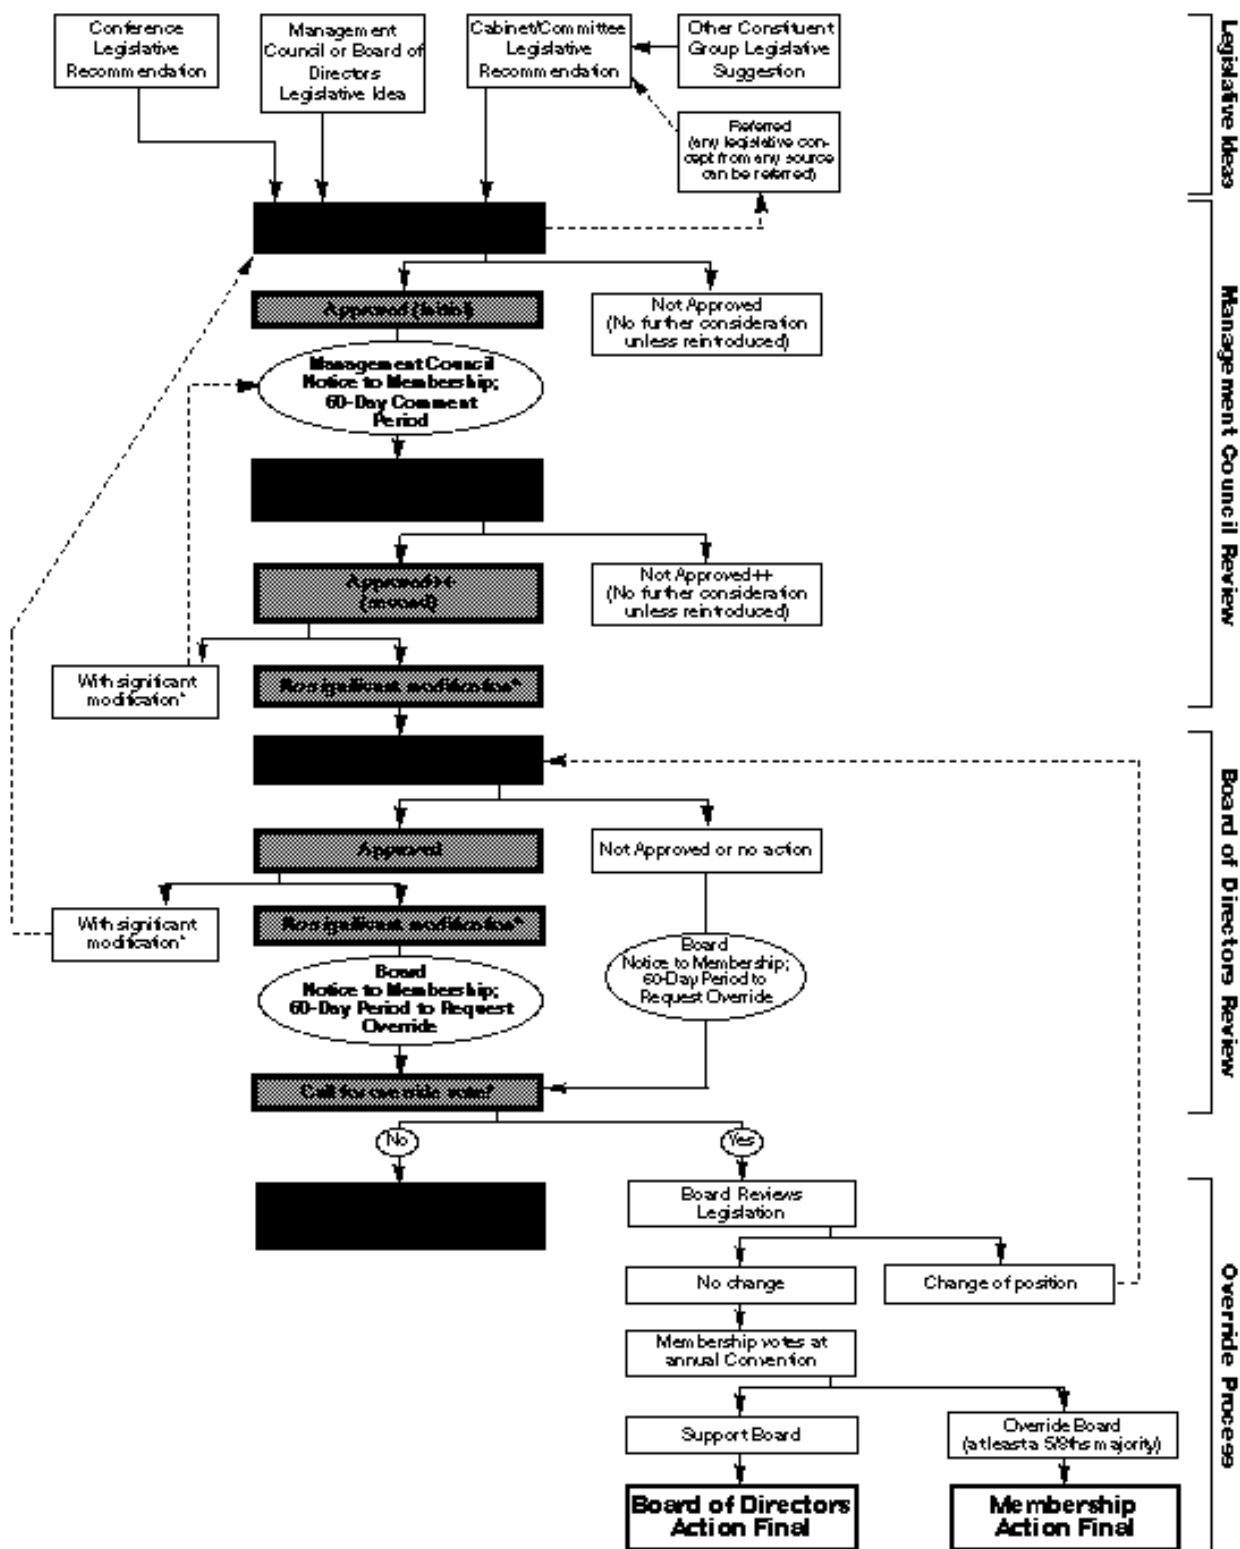 Conference
Legislative
Recommendation
Management
Council or Board of
Directors
Legislative Idea
Cabinet/Committee
Legislative
Recommendation
Other Constituent
Group Legislative
Suggestion
Referred
(any legislative con-
cept from any source
can be referred)
Legislative Ideas
Approved (initial)
Not Approved
(No further consideration
unless reintroduced)
Management Council
Notice to Membership;
60-Day Comment
Period
Management Council Review
Approved++
(second)
Not Approved++
(No further consideration
unless reintroduced)
With significant
modification*
No significant modification*
Board of Directors Review
Approved
Not Approved or no action
With significant
modification*
No significant modification*
Board
Notice to Membership;
60-Day Period to Request
Override
Board
Notice to Membership;
60-Day Period to
Request Override
Call for override vote?
No
Yes
Board Reviews
Legislation
No change
Change of position
Membership votes at
annual Convention
Support Board
Override Board
(at least a 5/8ths majority)
Board of Directors
Action Final
Membership
Action Final
Override Process